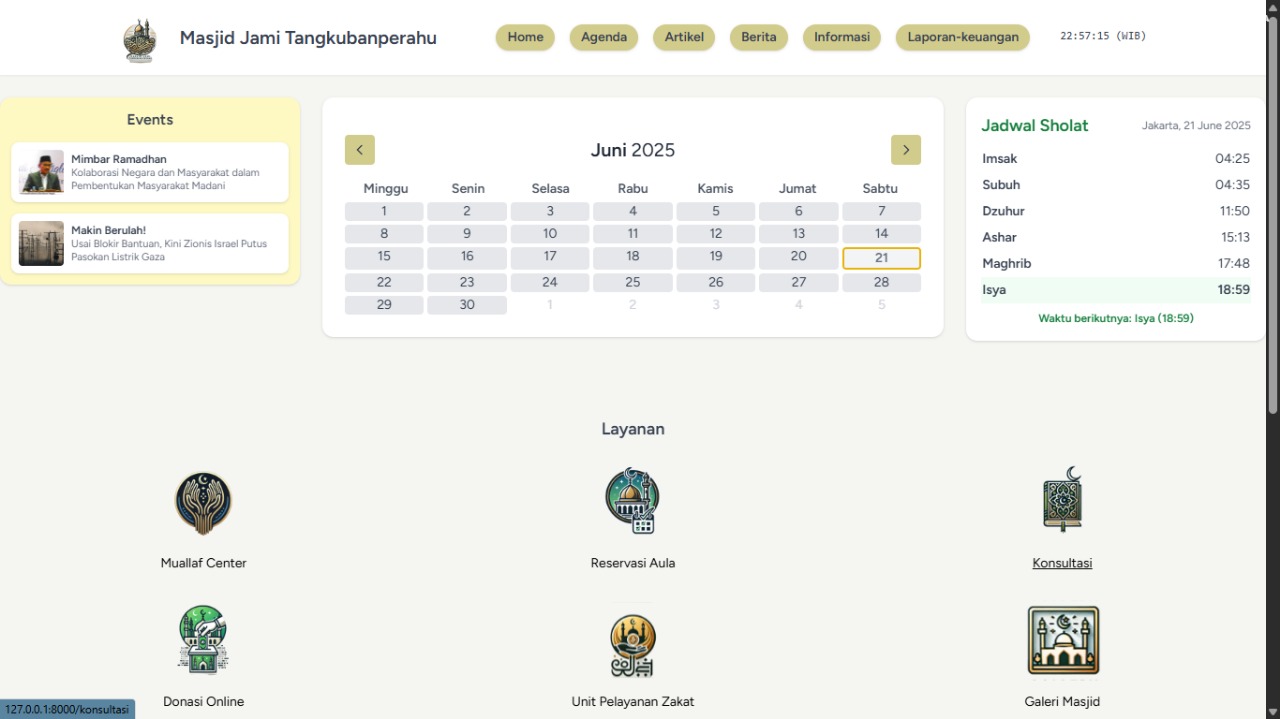 Masjid Jami Tangkubanperahu
Home Agenda Artikel Berita Informasi Laporan-keuangan
22:57:15 (WIB)
Events
Mimbar Ramadhan
Kolaborasi Negara dan Masyarakat dalam
Pembentukan Masyarakat Madani
Makin Berulah!
Usai Blokir Bantuan, Kini Zionis Israel Putus
Pasokan Listrik Gaza
Juni 2025
Minggu Senin Selasa Rabu Kamis Jumat Sabtu
1 2 3 4 5 6 7
8 9 10 11 12 13 14
15 16 17 18 19 20 21
22 23 24 25 26 27 28
29 30 1 2 3 4 5
Jadwal Sholat
Jakarta, 21 June 2025
Imsak 04:25
Subuh 04:35
Dzuhur 11:50
Ashar 15:13
Maghrib 17:48
Isya 18:59
Waktu berikutnya: Isya (18:59)
Layanan
Muallaf Center
Reservasi Aula
Konsultasi
Donasi Online
Unit Pelayanan Zakat
Galeri Masjid
127.0.0.1:8000/konsultasi